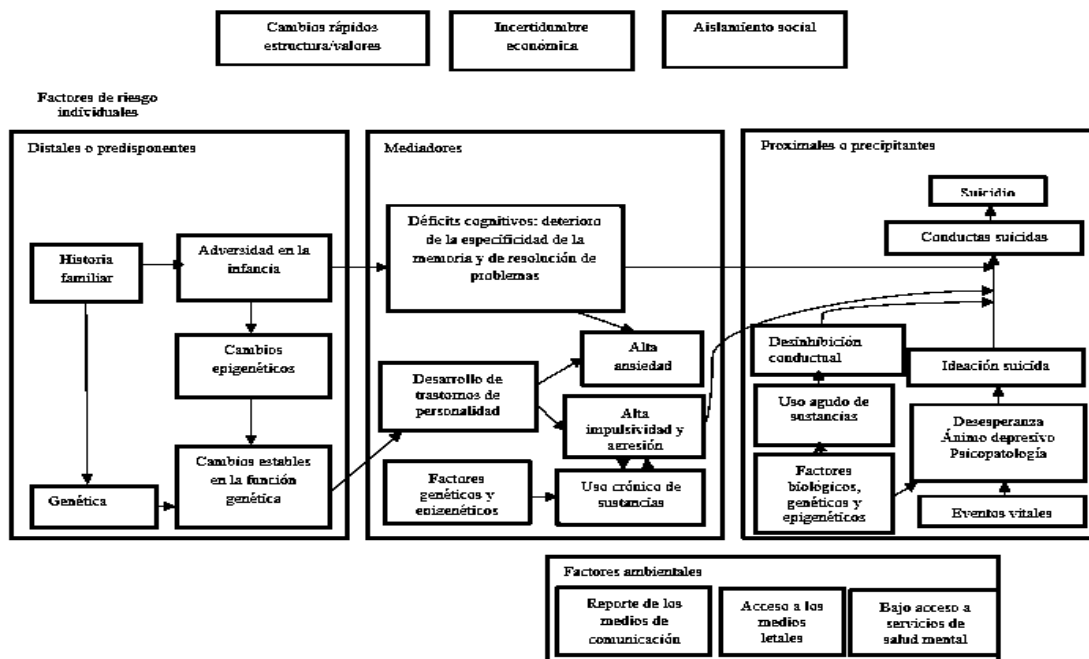 Cambios rápidos
estructura/valores
Incertidumbre
económica
Aislamiento social
Factores de riesgo
individuales
Distales o predisponentes
Historia
familiar
Adversidad en la
infancia
Cambios
epigenéticos
Cambios estables
en la función
genética
Genética
Mediadores
Déficits cognitivos: deterioro
de la especificidad de la
memoria y de resolución de
problemas
Alta
ansiedad
Desarrollo de
trastornos de
personalidad
Alta
impulsividad y
agresión
Factores
genéticos y
epigenéticos
Uso crónico de
sustancias
Proximales o precipitantes
Suicidio
Conductas suicidas
Desinhibición
conductual
Ideación suicida
Uso agudo de
sustancias
Desesperanza
Ánimo depresivo
Psicopatología
Factores
biológicos,
genéticos y
epigenéticos
Eventos vitales
Factores ambientales
Reporte de los
medios de
comunicación
Acceso a los
medios
letales
Bajo acceso a
servicios de
salud mental